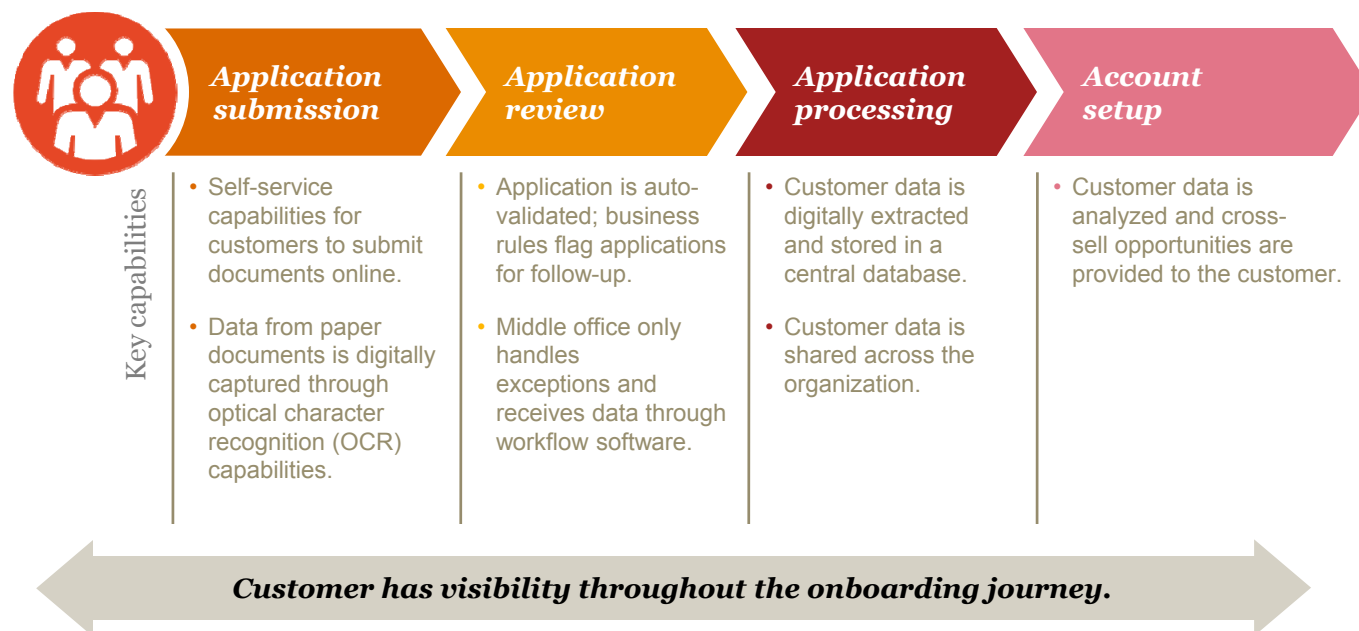 Application
submission
Application
review
Application
processing
Account
setup
Key capabilities
• Self-service
capabilities for
customers to submit
documents online.
• Data from paper
documents is digitally
captured through
optical character
recognition (OCR)
capabilities.
• Application is auto-
validated; business
rules flag applications
for follow-up.
• Middle office only
handles
exceptions and
receives data through
workflow software.
• Customer data is
digitally extracted
and stored in a
central database.
• Customer data is
shared across the
organization.
• Customer data is
analyzed and cross-
sell opportunities are
provided to the customer.
Customer has visibility throughout the onboarding journey.